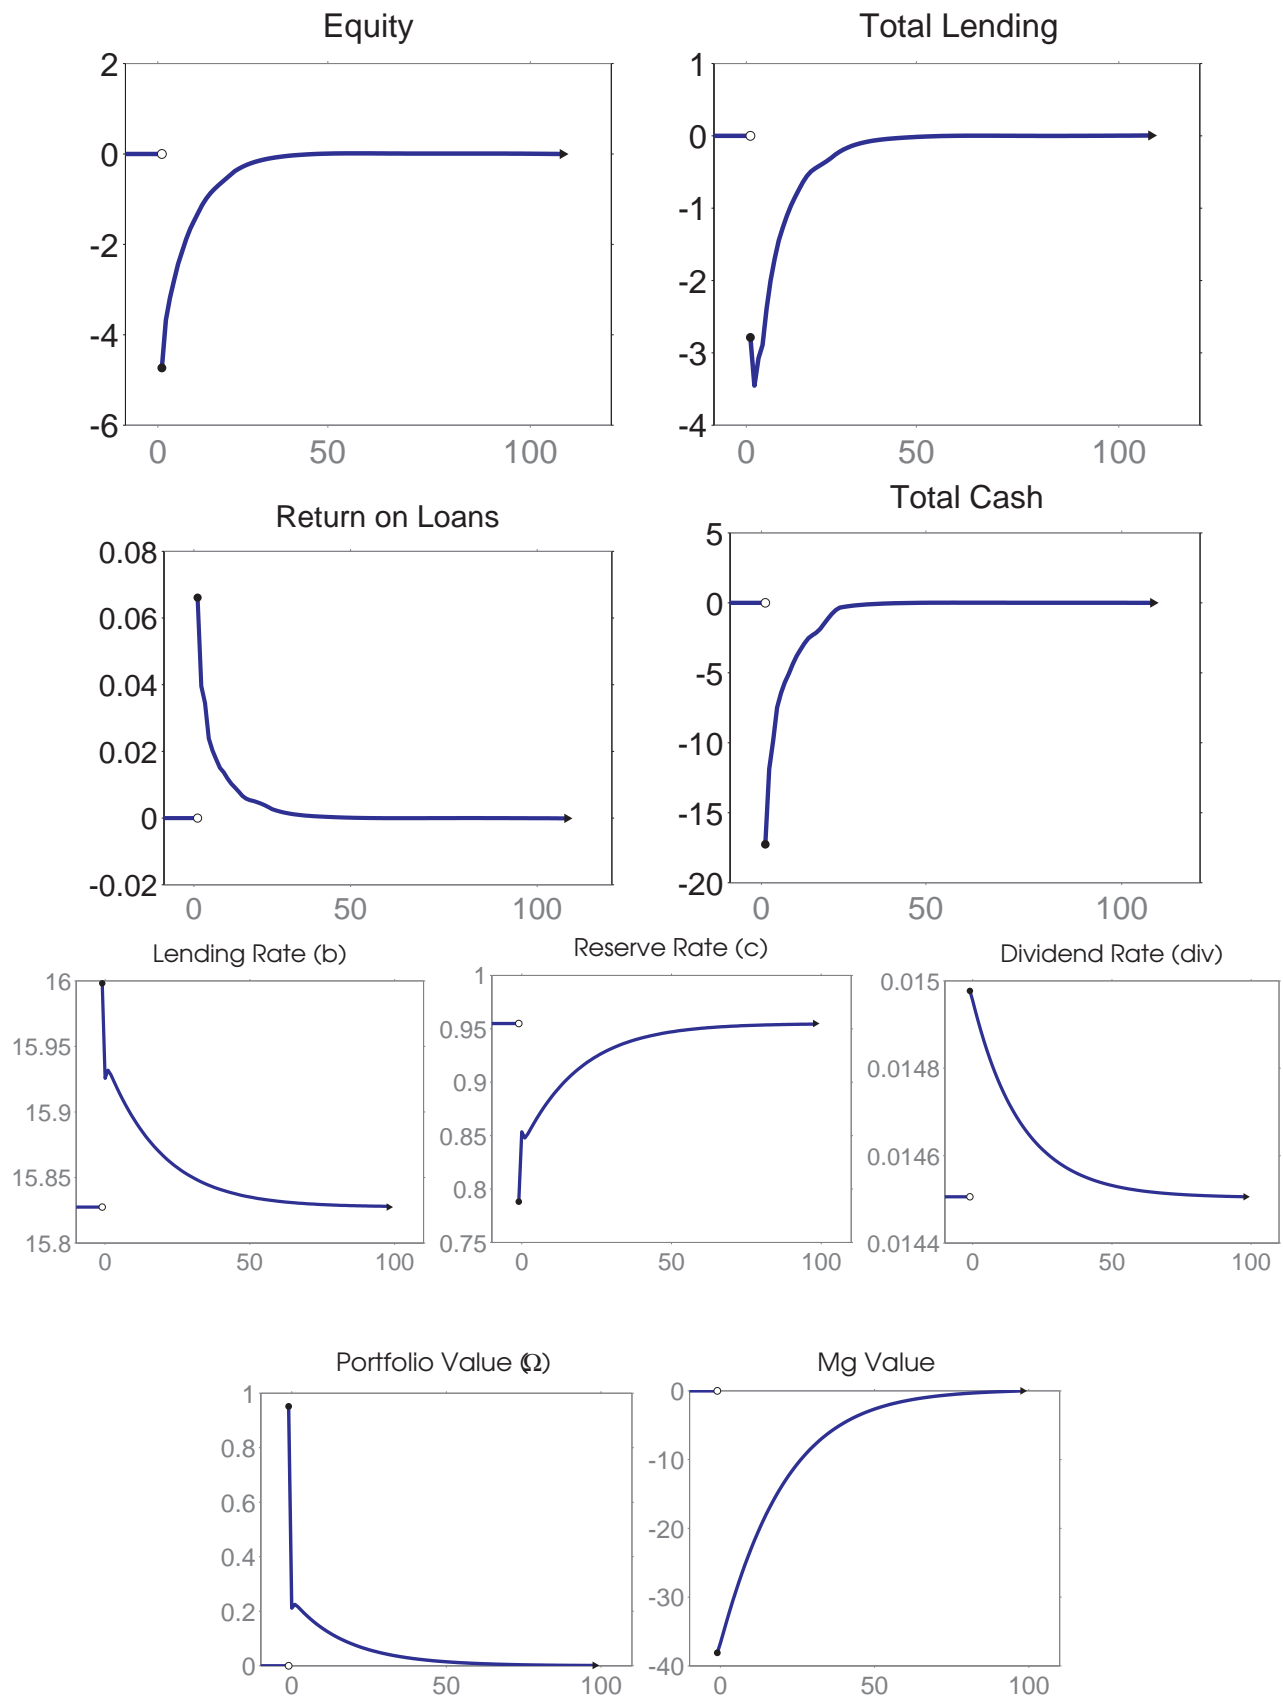 Equity
2
0
-2
-4
-6
0 50 100
Total Lending
1
0
-1
-2
-3
-4
0 50 100
Return on Loans
0.08
0.06
0.04
0.02
0
-0.02
0 50 100
Total Cash
5
0
-5
-10
-15
-20
0 50 100
Lending Rate (b)
16
15.95
15.9
15.85
15.8
0 50 100
Reserve Rate (c)
1
0.95
0.9
0.85
0.8
0.75
0 50 100
Dividend Rate (div)
0.015
0.0148
0.0146
0.0144
0 50 100
Portfolio Value (Ω)
1
0.8
0.6
0.4
0.2
0
0 50 100
Mg Value
0
-10
-20
-30
-40
0 50 100